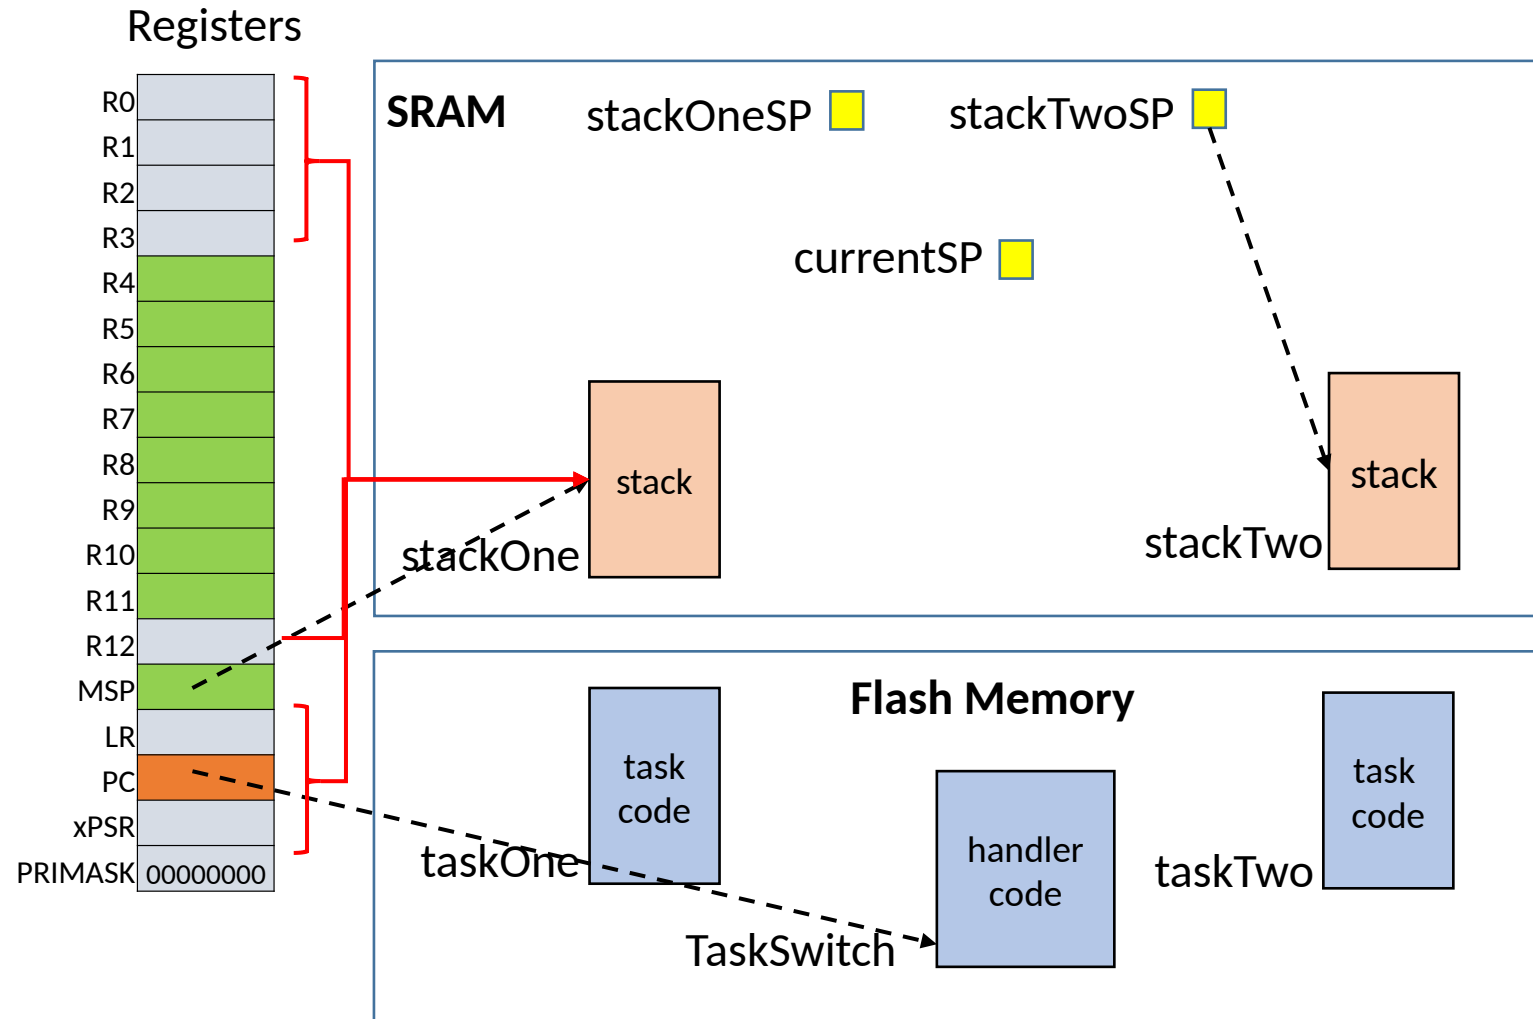 Registers
R0
R1
R2
R3
R4
R5
R6
R7
R8
R9
R10
R11
R12
MSP
LR
PC
xPSR
PRIMASK 00000000
SRAM
stackOneSP
stackTwoSP
currentSP
stack
stackOne
stack
stackTwo
Flash Memory
task
code
taskOne
handler
code
TaskSwitch
task
code
taskTwo